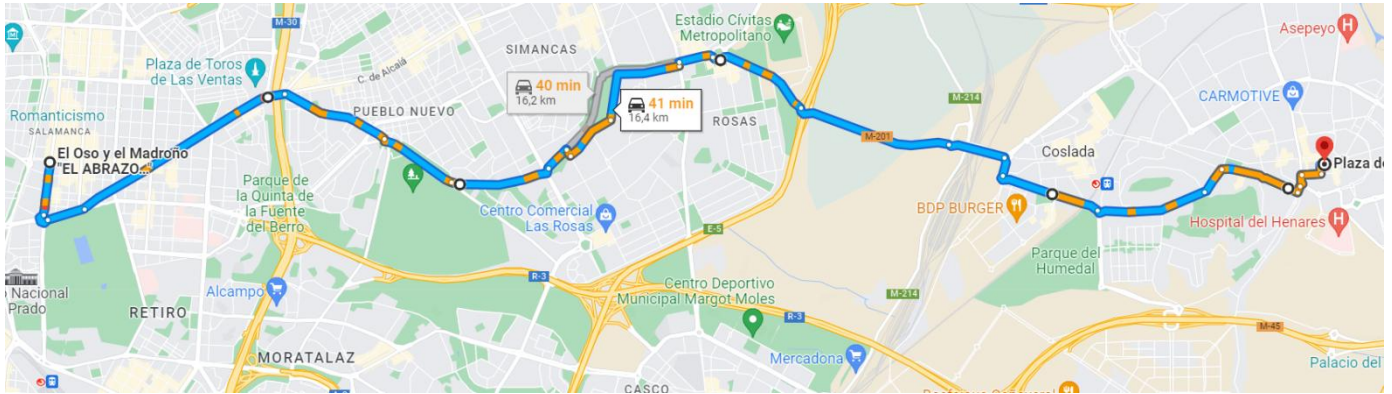 M-30
Estadio Cívitas
Metropolitano
Asepeyo
SIMANCAS
Plaza de Toros
de Las Ventas
C. de Alcalá
40 min
16,2 km
41 min
16,4 km
M-214
CARMOTIVE
PUEBLO NUEVO
Romanticismo
SALAMANCA
ROSAS
M-201
El Oso y el Madroño
"EL ABRAZO...
Coslada
Plaza de
Parque de
la Quinta de
la Fuente
del Berro
Centro Comercial
Las Rosas
BDP BURGER
Hospital del Henares
E-5
Parque del
Humedal
R-3
Nacional
Prado
Alcampo
Centro Deportivo
Municipal Margot Moles
M-214
RETIRO
R-3
M-45
MORATALAZ
Mercadona
Palacio del
CASCO